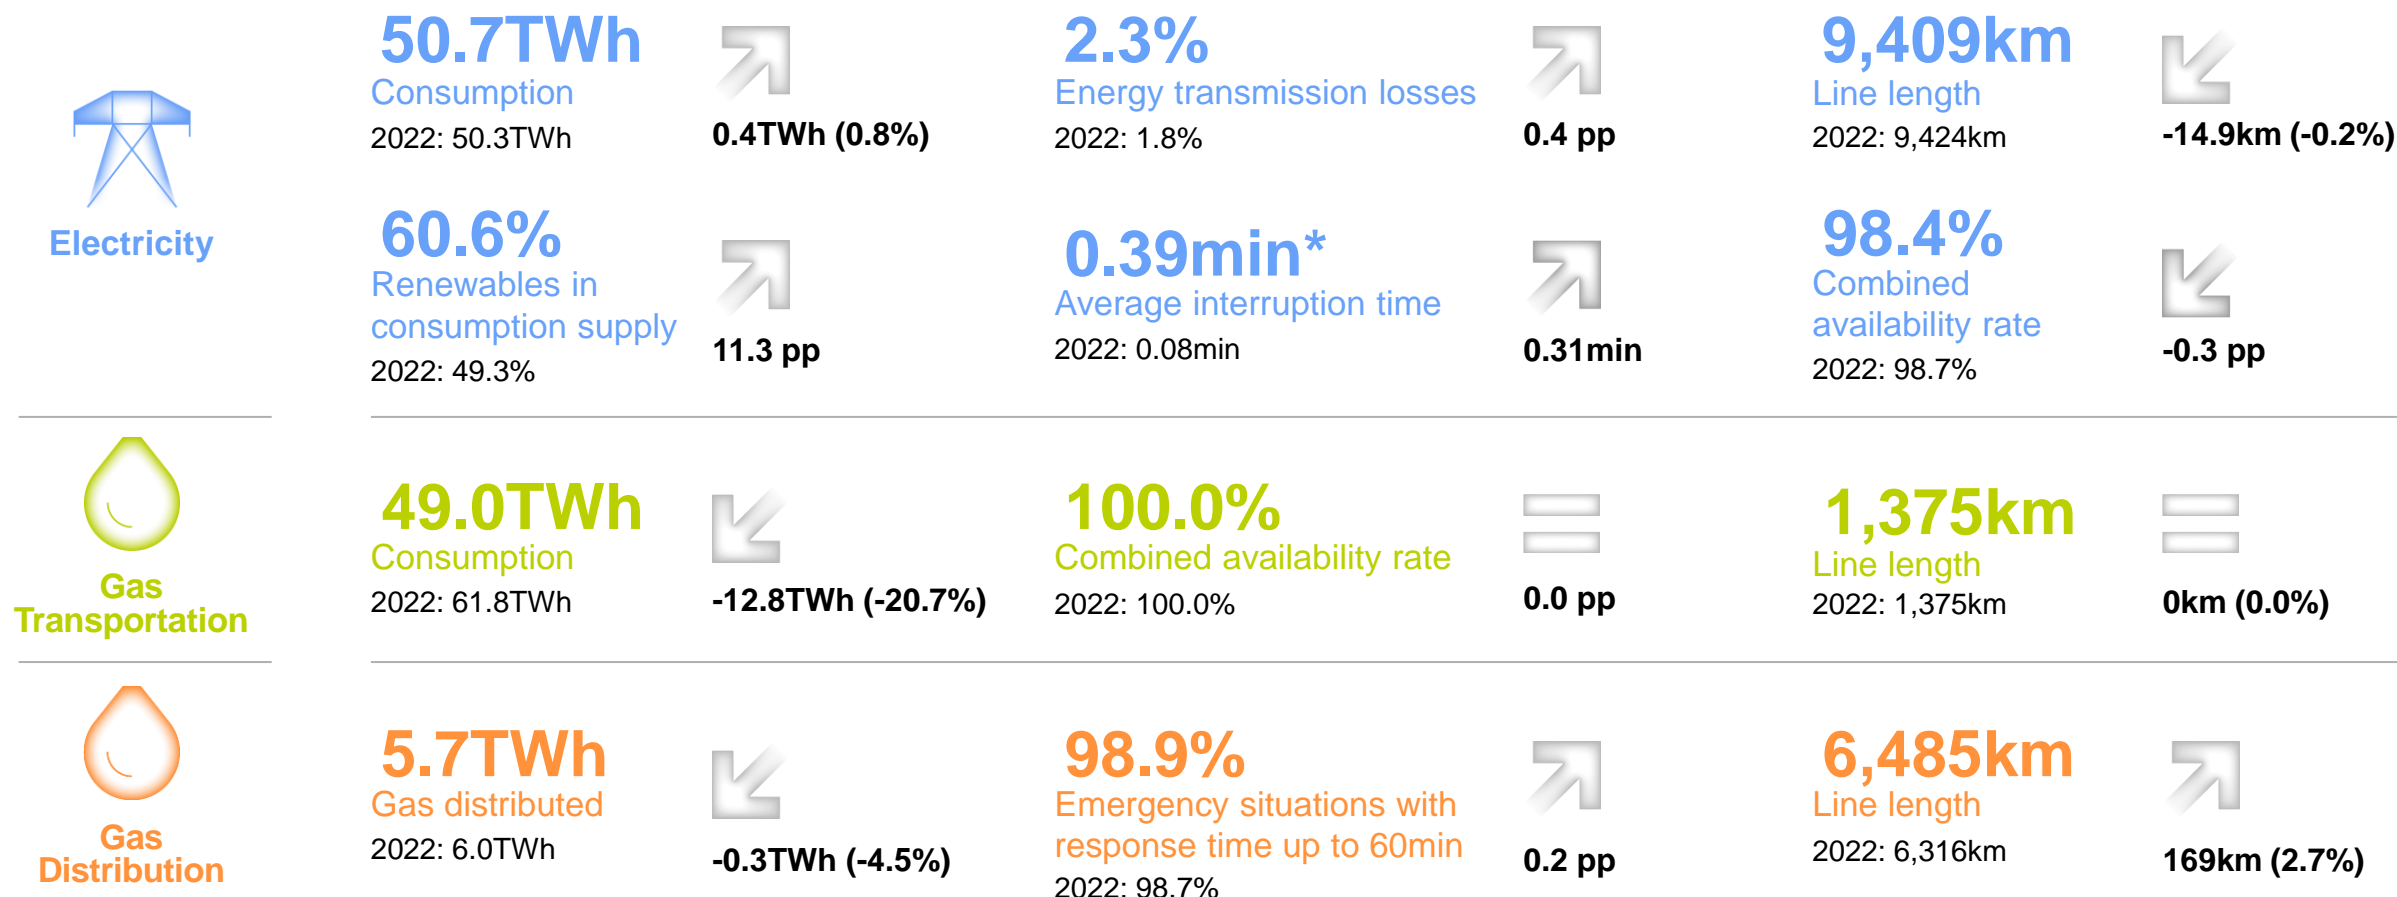 Electricity
50.7TWh
Consumption
2022: 50.3TWh
0.4TWh (0.8%)
2.3%
Energy transmission losses
2022: 1.8%
0.4 pp
9,409km
Line length
2022: 9,424km
-14.9km (-0.2%)
60.6%
Renewables in
consumption supply
2022: 49.3%
11.3 pp
0.39min*
Average interruption time
2022: 0.08min
0.31min
98.4%
Combined
availability rate
2022: 98.7%
-0.3 pp
Gas
Transportation
49.0TWh
Consumption
2022: 61.8TWh
-12.8TWh (-20.7%)
100.0%
Combined availability rate
2022: 100.0%
0.0 pp
1,375km
Line length
2022: 1,375km
0km (0.0%)
Gas
Distribution
5.7TWh
Gas distributed
2022: 6.0TWh
-0.3TWh (-4.5%)
98.9%
Emergency situations with
response time up to 60min
2022: 98.7%
0.2 pp
6,485km
Line length
2022: 6,316km
169km (2.7%)